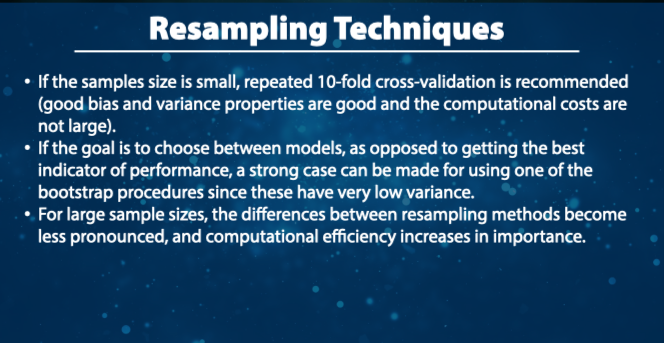 Resampling Techniques
• If the samples size is small, repeated 10-fold cross-validation is recommended
(good bias and variance properties are good and the computational costs are
not large).
• If the goal is to choose between models, as opposed to getting the best
indicator of performance, a strong case can be made for using one of the
bootstrap procedures since these have very low variance.
• For large sample sizes, the differences between resampling methods become
less pronounced, and computational efficiency increases in importance.